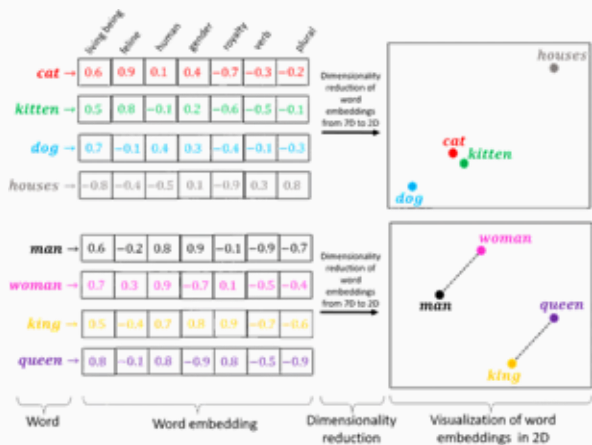 living being feline human gender royalty verb plural
cat → 0.6 0.9 0.1 0.4 −0.7 −0.3 −0.2
kitten → 0.5 0.8 −0.1 0.2 −0.6 −0.5 −0.1
dog → 0.7 −0.1 0.4 0.3 −0.4 −0.1 −0.3
houses → −0.8 −0.4 −0.5 0.1 −0.9 0.3 0.8
Dimensionality
reduction of
word
embeddings
from 7D to 2D
houses
cat
kitten
dog
man → 0.6 −0.2 0.8 0.9 −0.1 −0.9 −0.7
woman → 0.7 0.3 0.9 −0.7 0.1 −0.5 −0.4
king → 0.5 −0.4 0.7 0.8 0.9 −0.7 −0.6
queen → 0.8 −0.1 0.8 −0.9 0.8 −0.5 −0.9
Dimensionality
reduction of
word
embeddings
from 7D to 2D
woman
man
queen
king
Word
Word embedding
Dimensionality
reduction
Visualization of word
embeddings in 2D